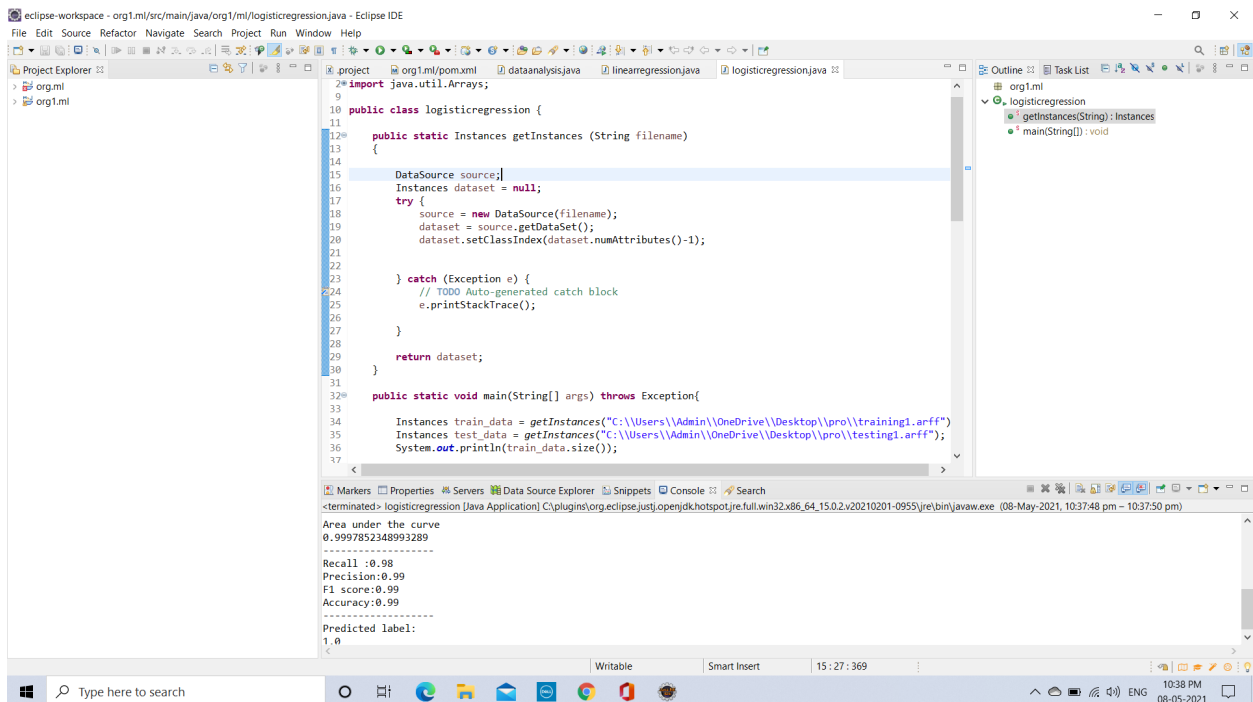 eclipse-workspace - org1.ml/src/main/java/org1/ml/logisticregression.java - Eclipse IDE
File Edit Source Refactor Navigate Search Project Run Window Help
Project Explorer
org.ml
org1.ml
.project org1.ml/pom.xml dataanalysis.java linearregression.java logisticregression.java
2 import java.util.Arrays;
9
10 public class logisticregression {
11
12 public static Instances getInstances (String filename)
13 {
14
15 DataSource source;
16 Instances dataset = null;
17 try {
18 source = new DataSource(filename);
19 dataset = source.getDataSet();
20 dataset.setClassIndex(dataset.numAttributes()-1);
21
22
23 } catch (Exception e) {
24 // TODO Auto-generated catch block
25 e.printStackTrace();
26
27 }
28
29 return dataset;
30 }
31
32 public static void main(String[] args) throws Exception{
33
34 Instances train_data = getInstances("C:\\Users\\Admin\\OneDrive\\Desktop\\pro\\training1.arff")
35 Instances test_data = getInstances("C:\\Users\\Admin\\OneDrive\\Desktop\\pro\\testing1.arff");
36 System.out.println(train_data.size());
37
Outline Task List
org1.ml
logisticregression
getInstances(String) : Instances
main(String[]) : void
Markers Properties Servers Data Source Explorer Snippets Console Search
<terminated> logisticregression [Java Application] C:\plugins\org.eclipse.justj.openjdk.hotspot.jre.full.win32.x86_64_15.0.2.v20210201-0955\jre\bin\javaw.exe (08-May-2021, 10:37:48 pm – 10:37:50 pm)
Area under the curve
0.9997852348993289
-------------------
Recall :0.98
Precision:0.99
F1 score:0.99
Accuracy:0.99
-------------------
Predicted label:
1.0
Writable Smart Insert 15 : 27 : 369
Type here to search
DELL
ENG
10:38 PM
08-05-2021